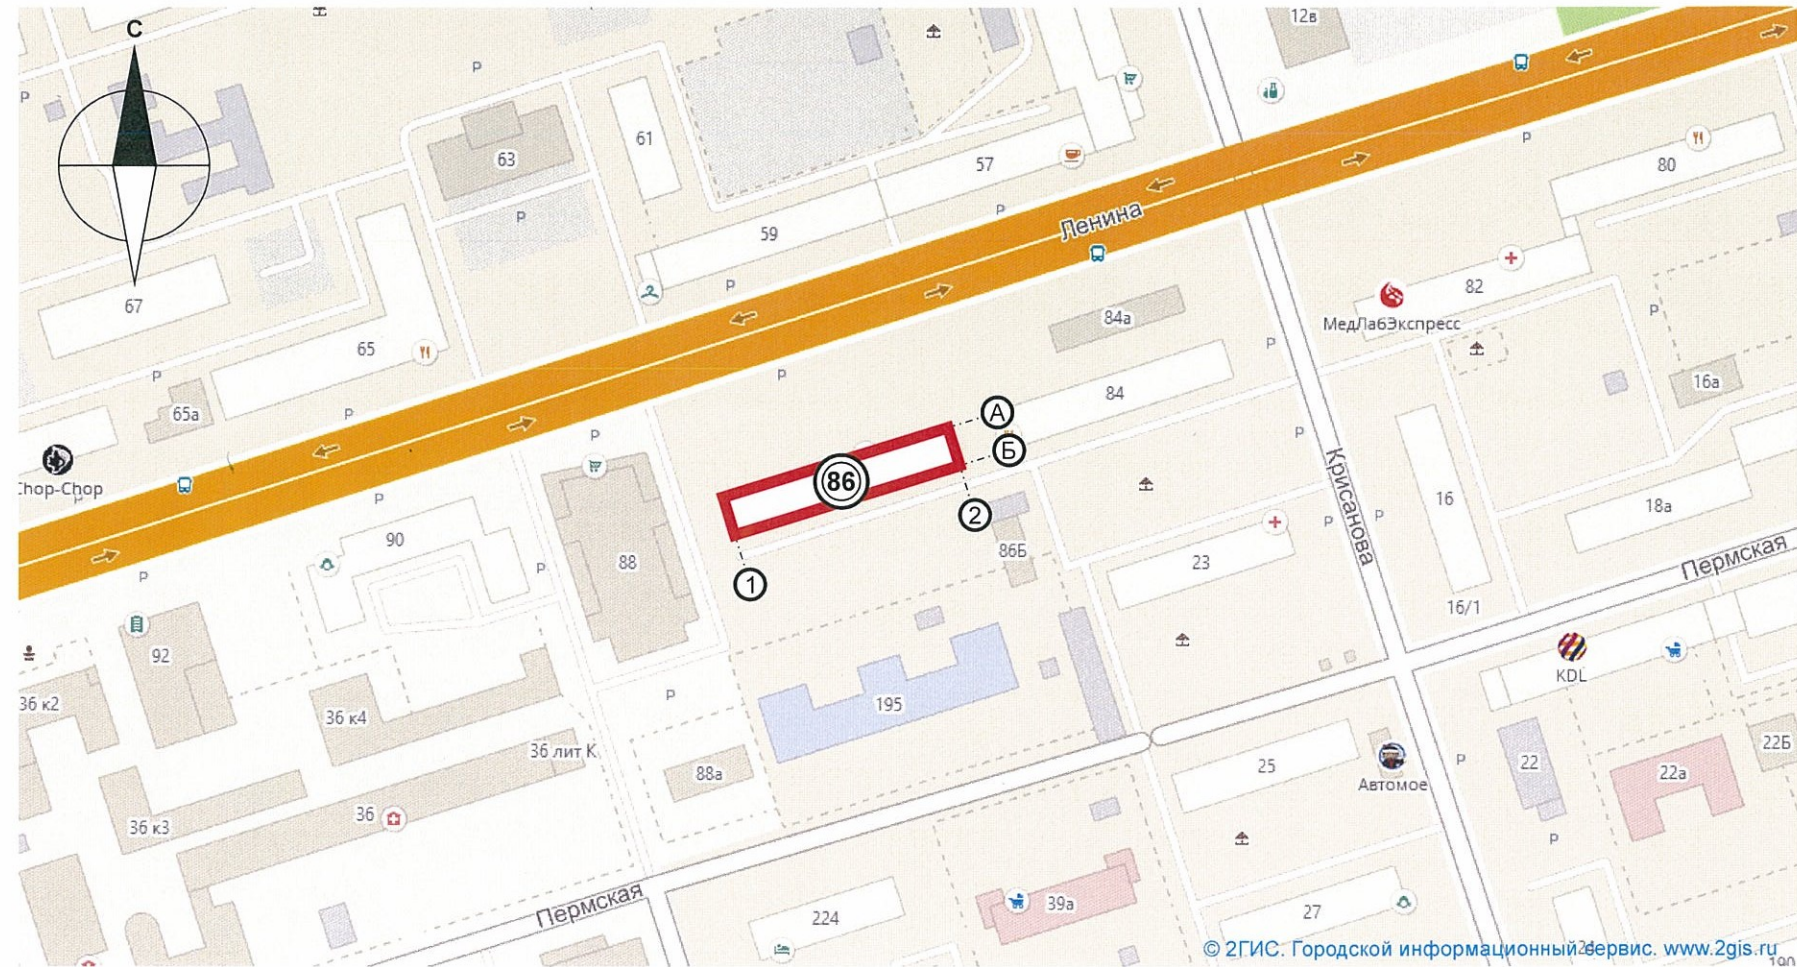 С
12в
Р
Р
61
63
57
Р
80
Р
Р
59
Ленина
Р
67
82
84а
МедЛабЭкспресс
Р
65
Р
Р
Р
16а
65а
Р
84
А
Р
Р
Б
Chop-Chop
Р
86
Крисанова
16
Р
2
Р
Р
18а
90
86Б
88
Р
23
Пермская
Р
1
16/1
92
KDL
36 к2
36 к4
Р
195
36 лит К
22Б
25
22
22а
88а
Р
Автомое
36
36 к3
Р
Пермская
224
39а
27
© 2ГИС. Городской информационный сервис. www.2gis.ru
190